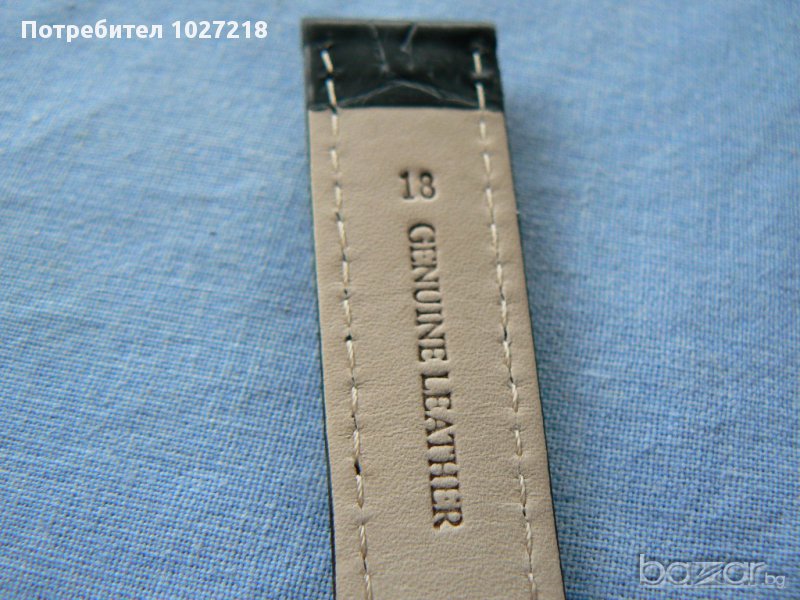 Потребител 1027218
18
GENUINE LEATHER
bazar.bg